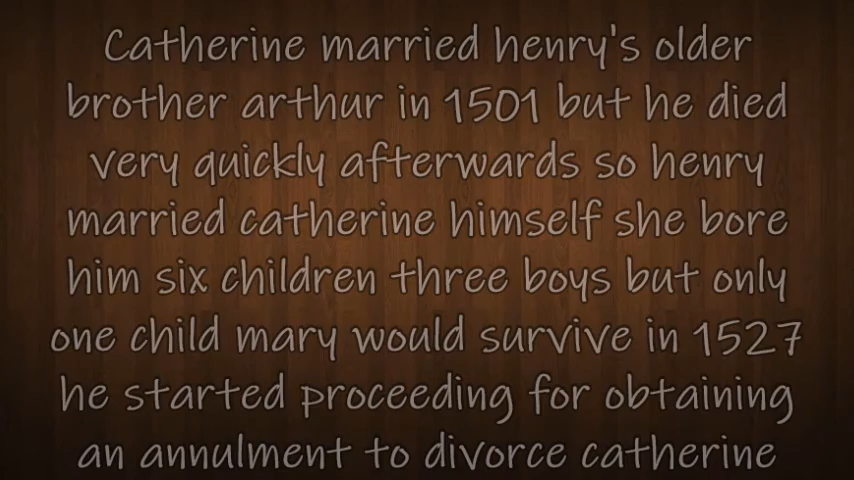 Catherine married henry's older
brother arthur in 1501 but he died
very quickly afterwards so henry
married catherine himself she bore
him six children three boys but only
one child mary would survive in 1527
he started proceeding for obtaining
an annulment to divorce catherine